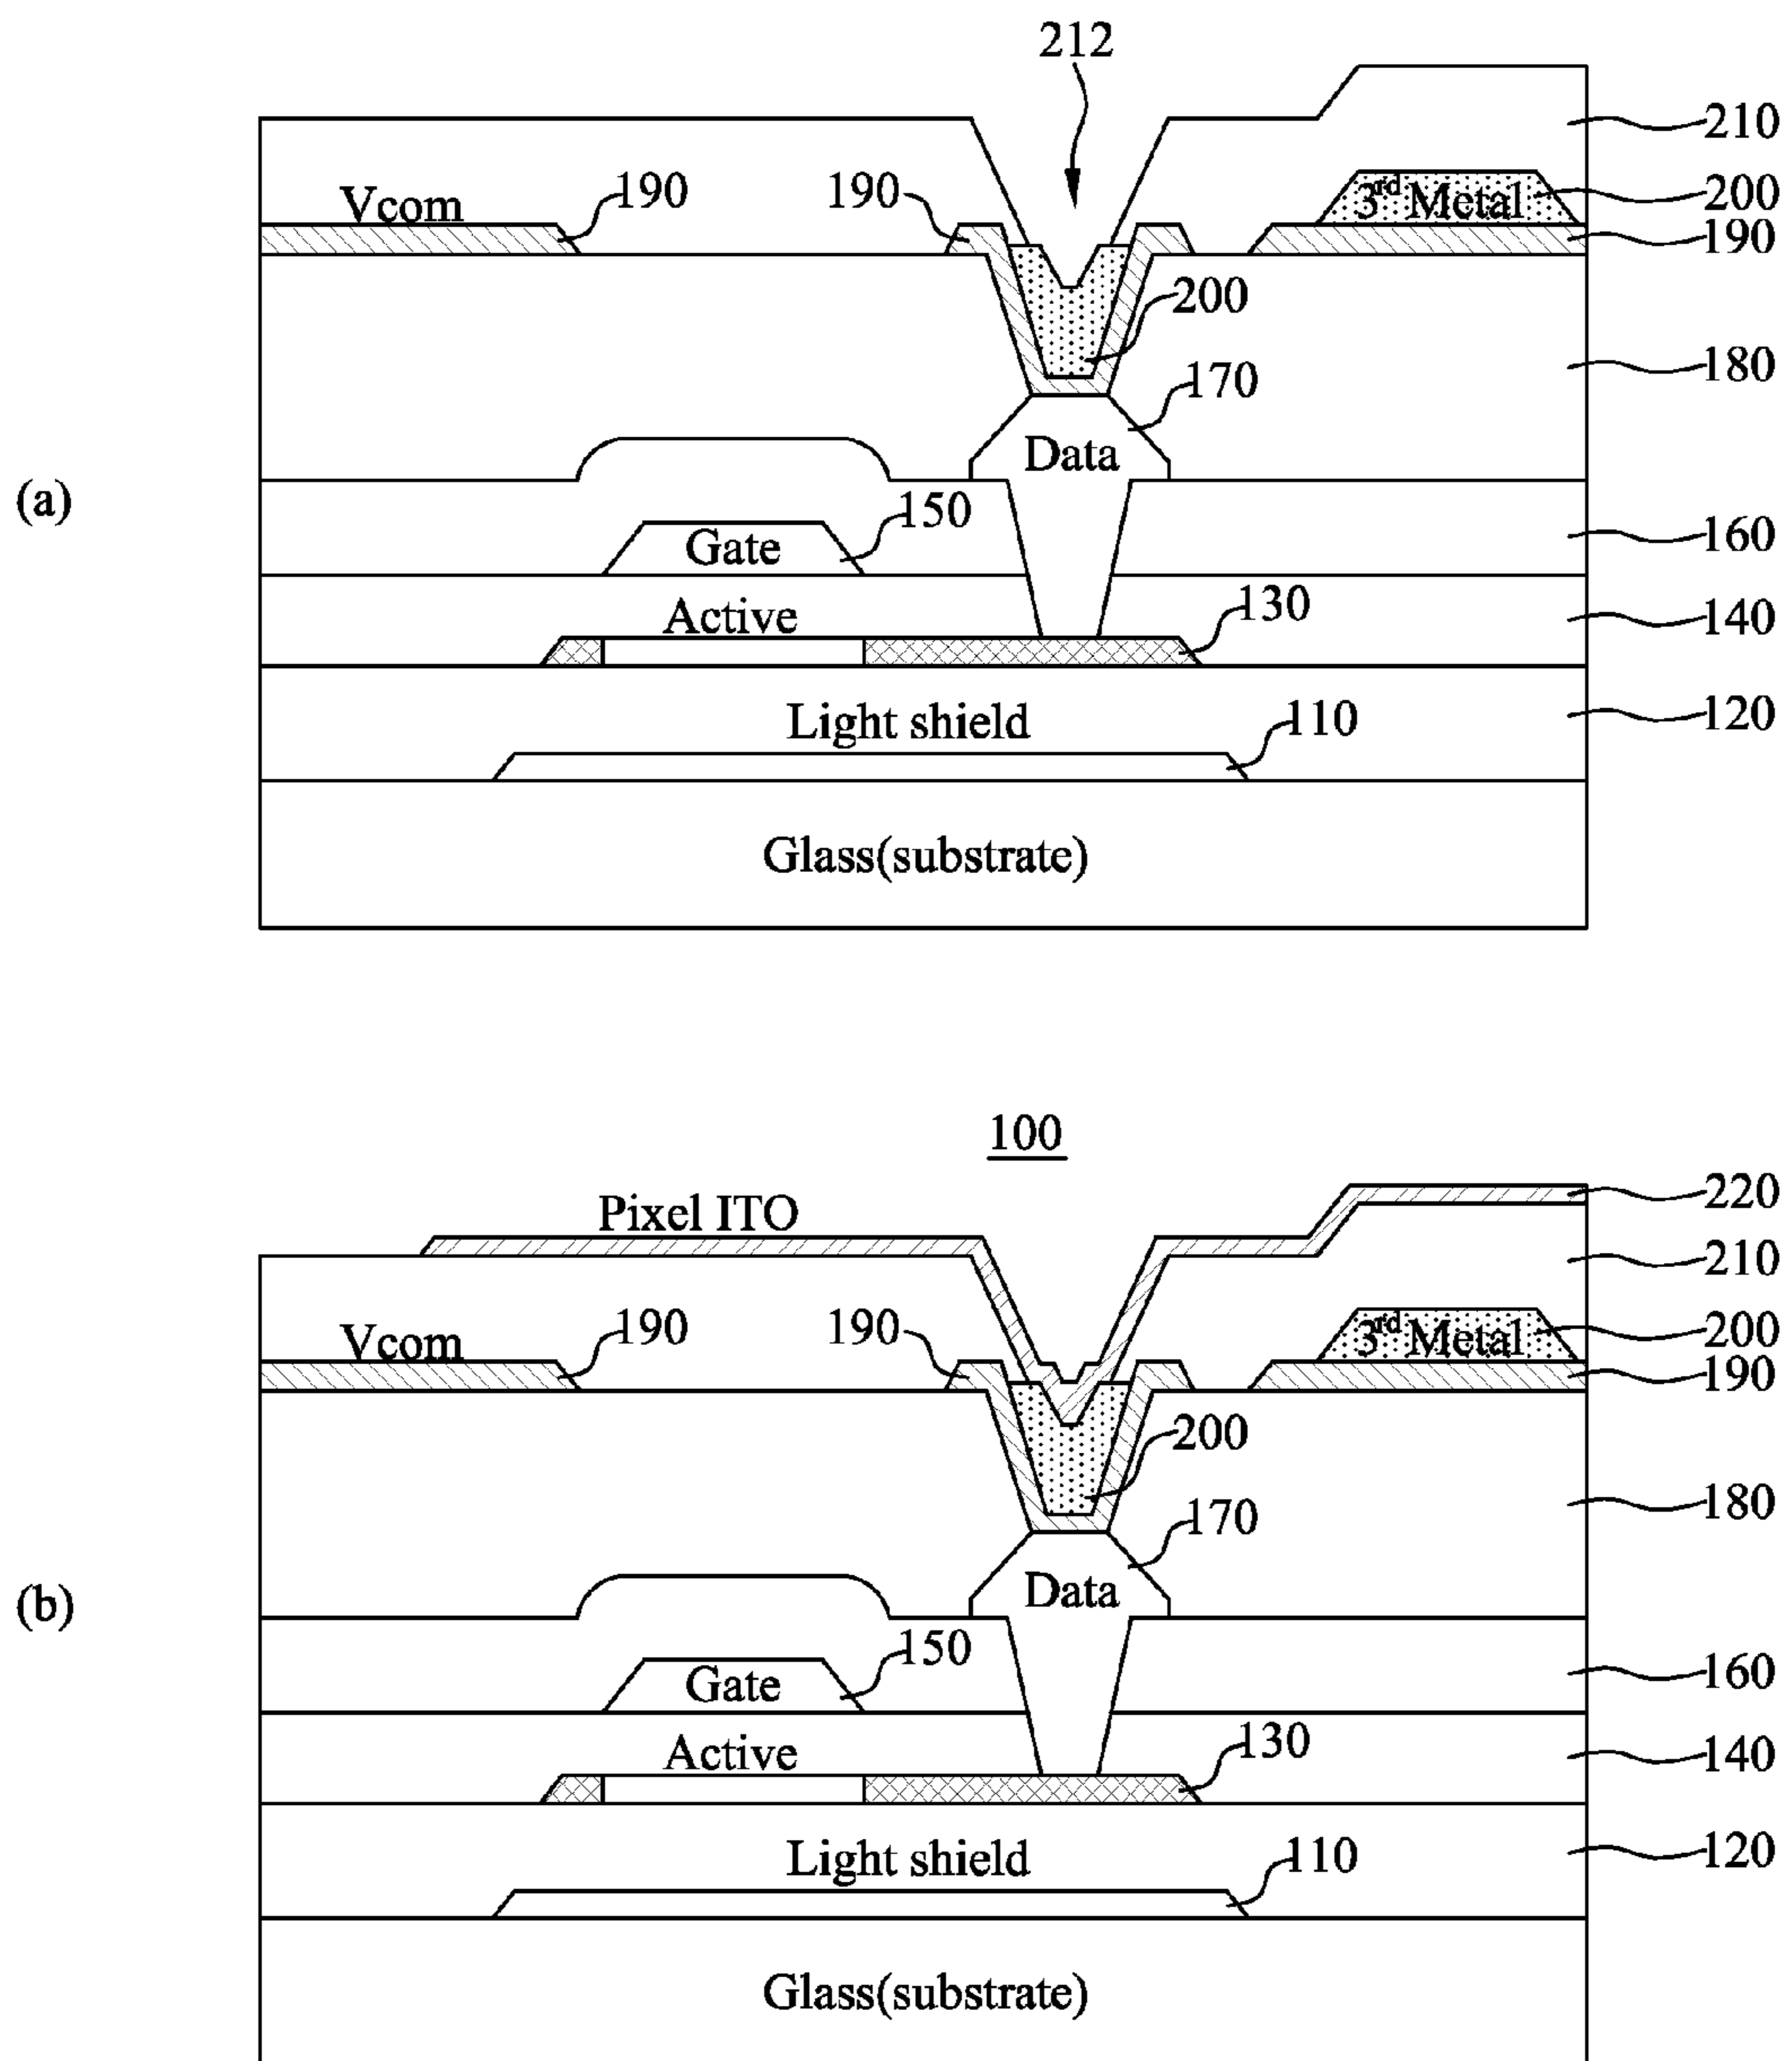 212
210
Vcom
190
190
3rd Metal
200
190
200
170
180
Data
(a)
150
Gate
160
Active
130
140
Light shield
110
120
Glass(substrate)
100
220
Pixel ITO
210
Vcom
190
190
3rd Metal
200
190
200
170
180
Data
(b)
150
Gate
160
Active
130
140
Light shield
110
120
Glass(substrate)